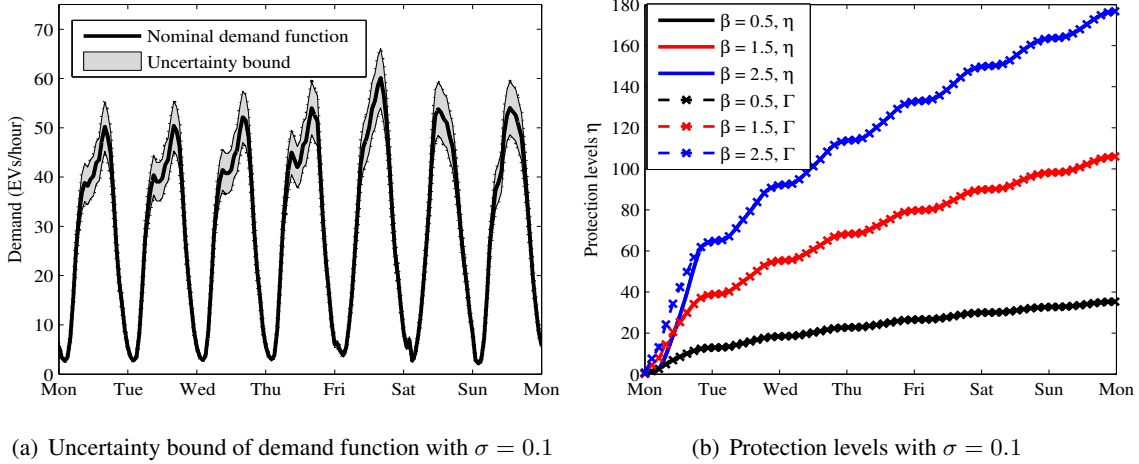 Nominal demand function
Uncertainty bound
Demand (EVs/hour)
70
60
50
40
30
20
10
0
Mon Tue Wed Thu Fri Sat Sun Mon
(a) Uncertainty bound of demand function with σ = 0.1
β = 0.5, η
β = 1.5, η
β = 2.5, η
β = 0.5, Γ
β = 1.5, Γ
β = 2.5, Γ
Protection levels η
180
160
140
120
100
80
60
40
20
0
Mon Tue Wed Thu Fri Sat Sun Mon
(b) Protection levels with σ = 0.1